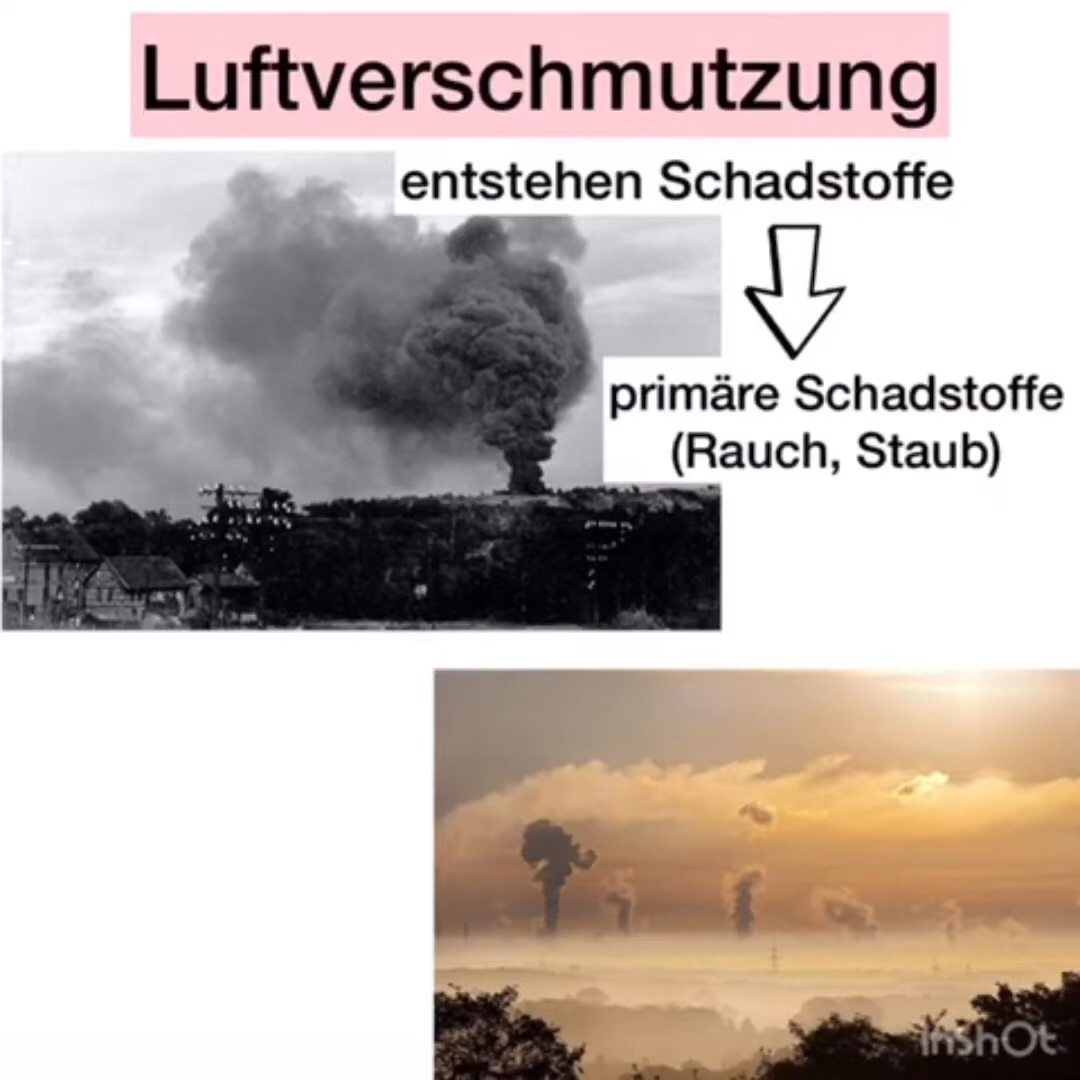 Luftverschmutzung
entstehen Schadstoffe
primäre Schadstoffe
(Rauch, Staub)
InShOt